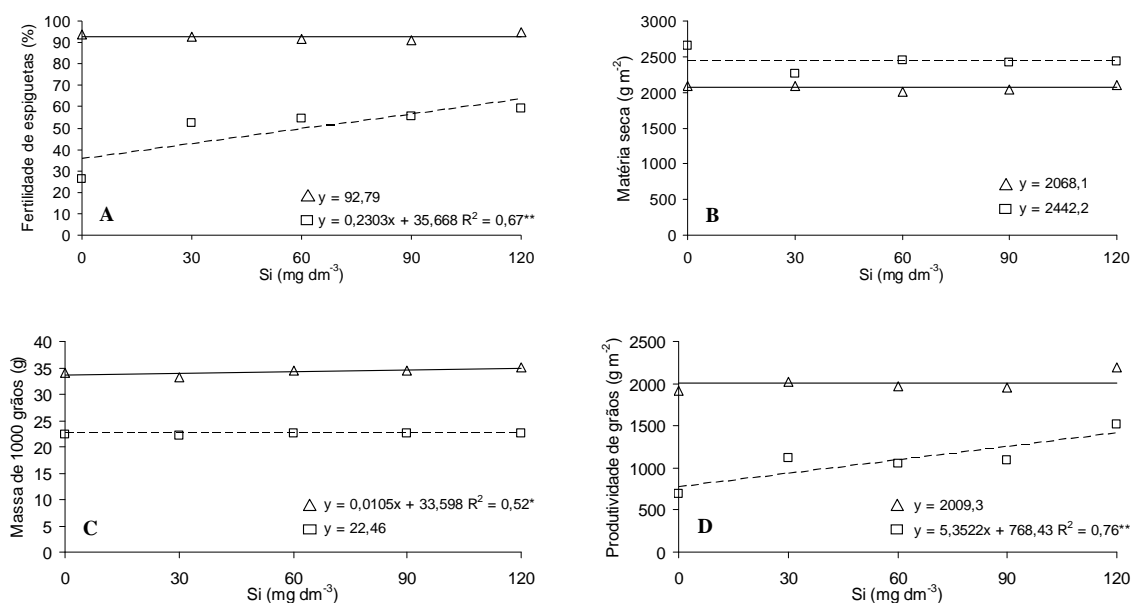 Fertilidade de espiguetas (%)
100
90
80
70
60
50
40
30
20
10
0
A
y = 92,79
y = 0,2303x + 35,668 R² = 0,67**
0 30 60 90 120
Si (mg dm⁻³)
Matéria seca (g m⁻²)
3000
2500
2000
1500
1000
500
0
B
y = 2068,1
y = 2442,2
0 30 60 90 120
Si (mg dm⁻³)
Massa de 1000 grãos (g)
40
35
30
25
20
15
10
5
0
C
y = 0,0105x + 33,598 R² = 0,52*
y = 22,46
0 30 60 90 120
Si (mg dm⁻³)
Produtividade de grãos (g m⁻²)
2500
2000
1500
1000
500
0
D
y = 2009,3
y = 5,3522x + 768,43 R² = 0,76**
0 30 60 90 120
Si (mg dm⁻³)